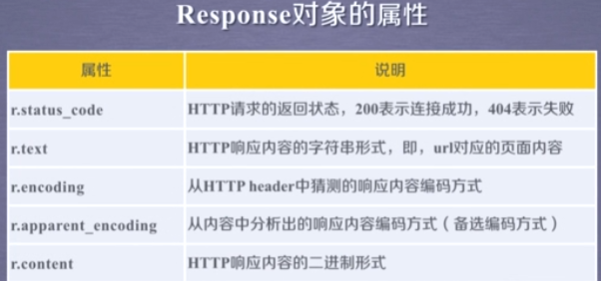 Response对象的属性
属性 说明
r.status_code HTTP请求的返回状态，200表示连接成功，404表示失败
r.text HTTP响应内容的字符串形式，即，url对应的页面内容
r.encoding 从HTTP header中猜测的响应内容编码方式
r.apparent_encoding 从内容中分析出的响应内容编码方式（备选编码方式）
r.content HTTP响应内容的二进制形式